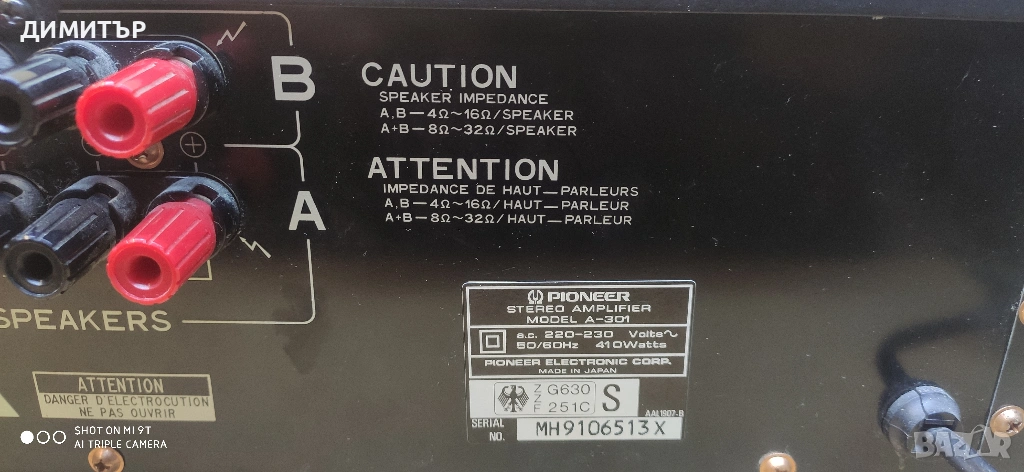 ДИМИТЪР
B
CAUTION
SPEAKER IMPEDANCE
A,B—4Ω~16Ω/SPEAKER
A+B—8Ω~32Ω/SPEAKER
ATTENTION
IMPEDANCE DE HAUT—PARLEURS
A,B—4Ω~16Ω/HAUT—PARLEUR
A+B—8Ω~32Ω/HAUT—PARLEUR
A
SPEAKERS
PIONEER
STEREO AMPLIFIER
MODEL A-301
a.c. 220-230 Volts~
50/60Hz 410Watts
PIONEER ELECTRONIC CORP.
MADE IN JAPAN
ZZF G630 251C S
AAL1907-B
SERIAL NO. MH9106513X
ATTENTION
DANGER D'ELECTROCUTION
NE PAS OUVRIR
SHOT ON MI 9T
AI TRIPLE CAMERA
BAZAR